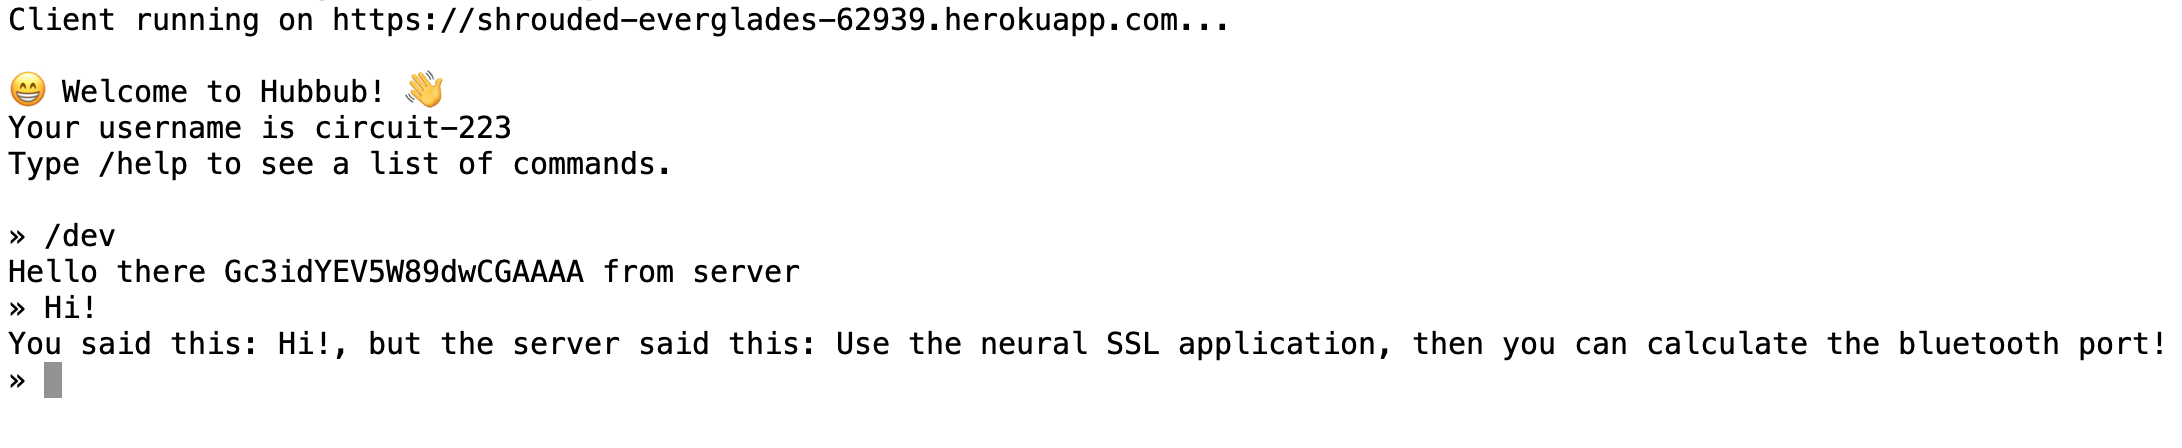 Client running on https://shrouded-everglades-62939.herokuapp.com...
😁 Welcome to Hubbub! 👋
Your username is circuit-223
Type /help to see a list of commands.
» /dev
Hello there Gc3idYEV5W89dwCGAAAA from server
» Hi!
You said this: Hi!, but the server said this: Use the neural SSL application, then you can calculate the bluetooth port!
»